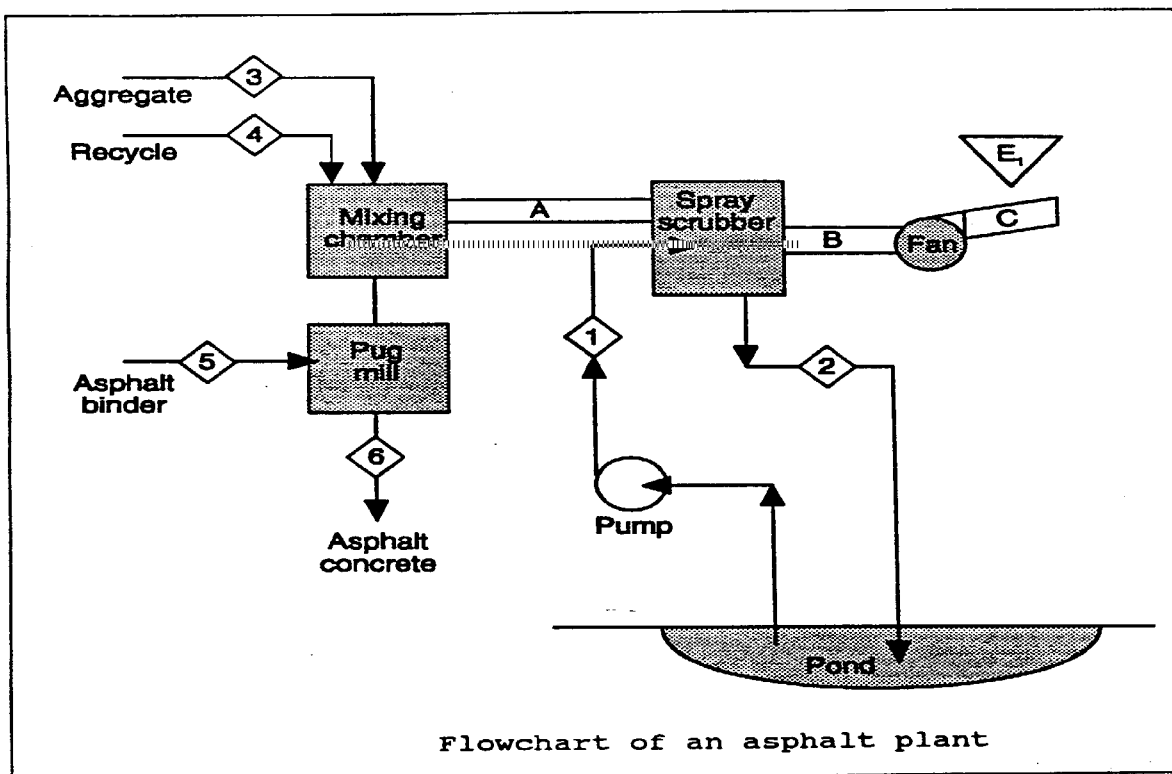 3
Aggregate
4
Recycle
Mixing
chamber
A
Spray
scrubber
B
Fan
C
E₁
1
5
Asphalt
binder
Pug
mill
2
6
Asphalt
concrete
Pump
Pond
Flowchart of an asphalt plant